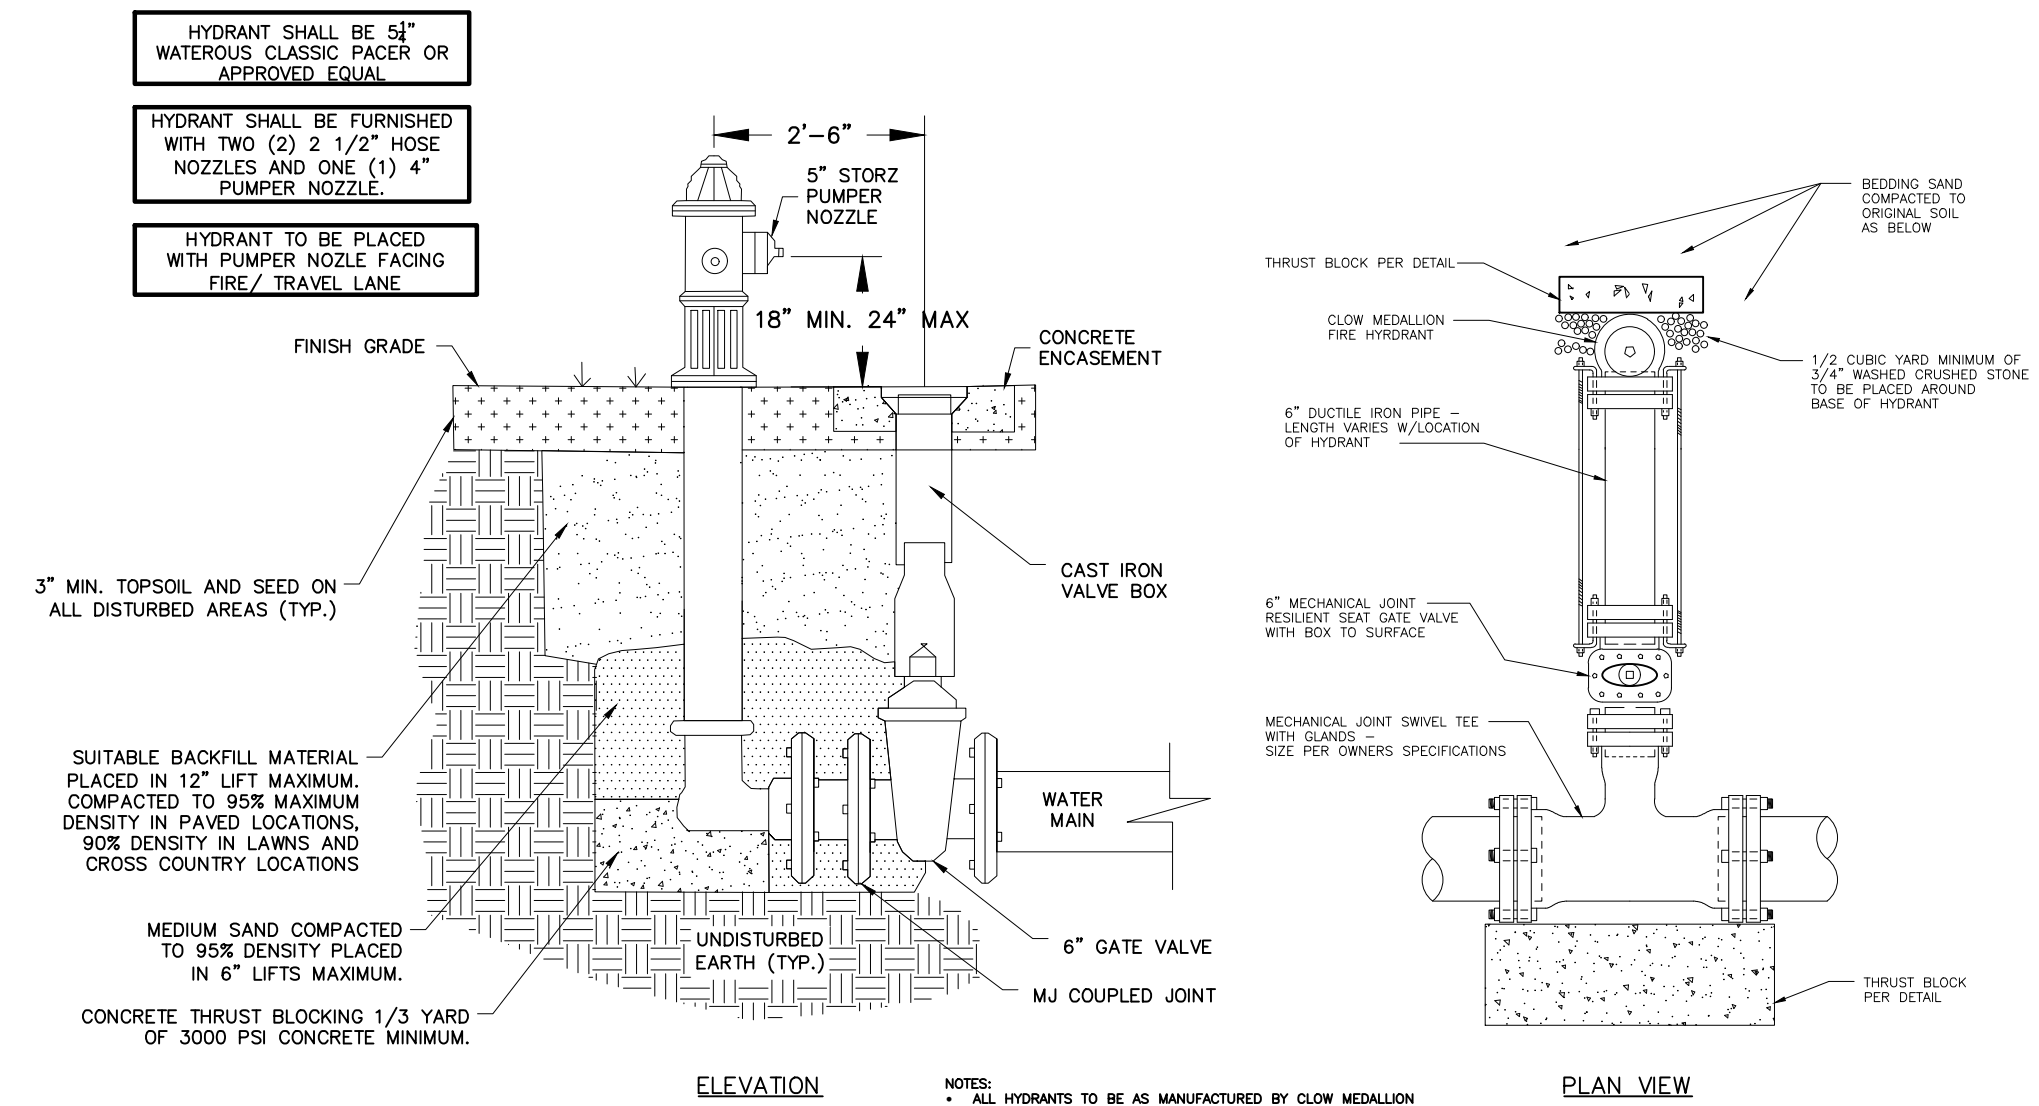 HYDRANT SHALL BE 5¼"
WATEROUS CLASSIC PACER OR
APPROVED EQUAL
HYDRANT SHALL BE FURNISHED
WITH TWO (2) 2 1/2" HOSE
NOZZLES AND ONE (1) 4"
PUMPER NOZZLE.
HYDRANT TO BE PLACED
WITH PUMPER NOZLE FACING
FIRE/ TRAVEL LANE
2'-6"
5" STORZ
PUMPER
NOZZLE
18" MIN. 24" MAX
FINISH GRADE
CONCRETE
ENCASEMENT
3" MIN. TOPSOIL AND SEED ON
ALL DISTURBED AREAS (TYP.)
CAST IRON
VALVE BOX
SUITABLE BACKFILL MATERIAL
PLACED IN 12" LIFT MAXIMUM.
COMPACTED TO 95% MAXIMUM
DENSITY IN PAVED LOCATIONS,
90% DENSITY IN LAWNS AND
CROSS COUNTRY LOCATIONS
WATER
MAIN
MEDIUM SAND COMPACTED
TO 95% DENSITY PLACED
IN 6" LIFTS MAXIMUM.
UNDISTURBED
EARTH (TYP.)
6" GATE VALVE
MJ COUPLED JOINT
CONCRETE THRUST BLOCKING 1/3 YARD
OF 3000 PSI CONCRETE MINIMUM.
ELEVATION
NOTES:
• ALL HYDRANTS TO BE AS MANUFACTURED BY CLOW MEDALLION
BEDDING SAND
COMPACTED TO
ORIGINAL SOIL
AS BELOW
THRUST BLOCK PER DETAIL
CLOW MEDALLION
FIRE HYRDRANT
1/2 CUBIC YARD MINIMUM OF
3/4" WASHED CRUSHED STONE
TO BE PLACED AROUND
BASE OF HYDRANT
6" DUCTILE IRON PIPE -
LENGTH VARIES W/LOCATION
OF HYDRANT
6" MECHANICAL JOINT
RESILIENT SEAT GATE VALVE
WITH BOX TO SURFACE
MECHANICAL JOINT SWIVEL TEE
WITH GLANDS -
SIZE PER OWNERS SPECIFICATIONS
THRUST BLOCK
PER DETAIL
PLAN VIEW